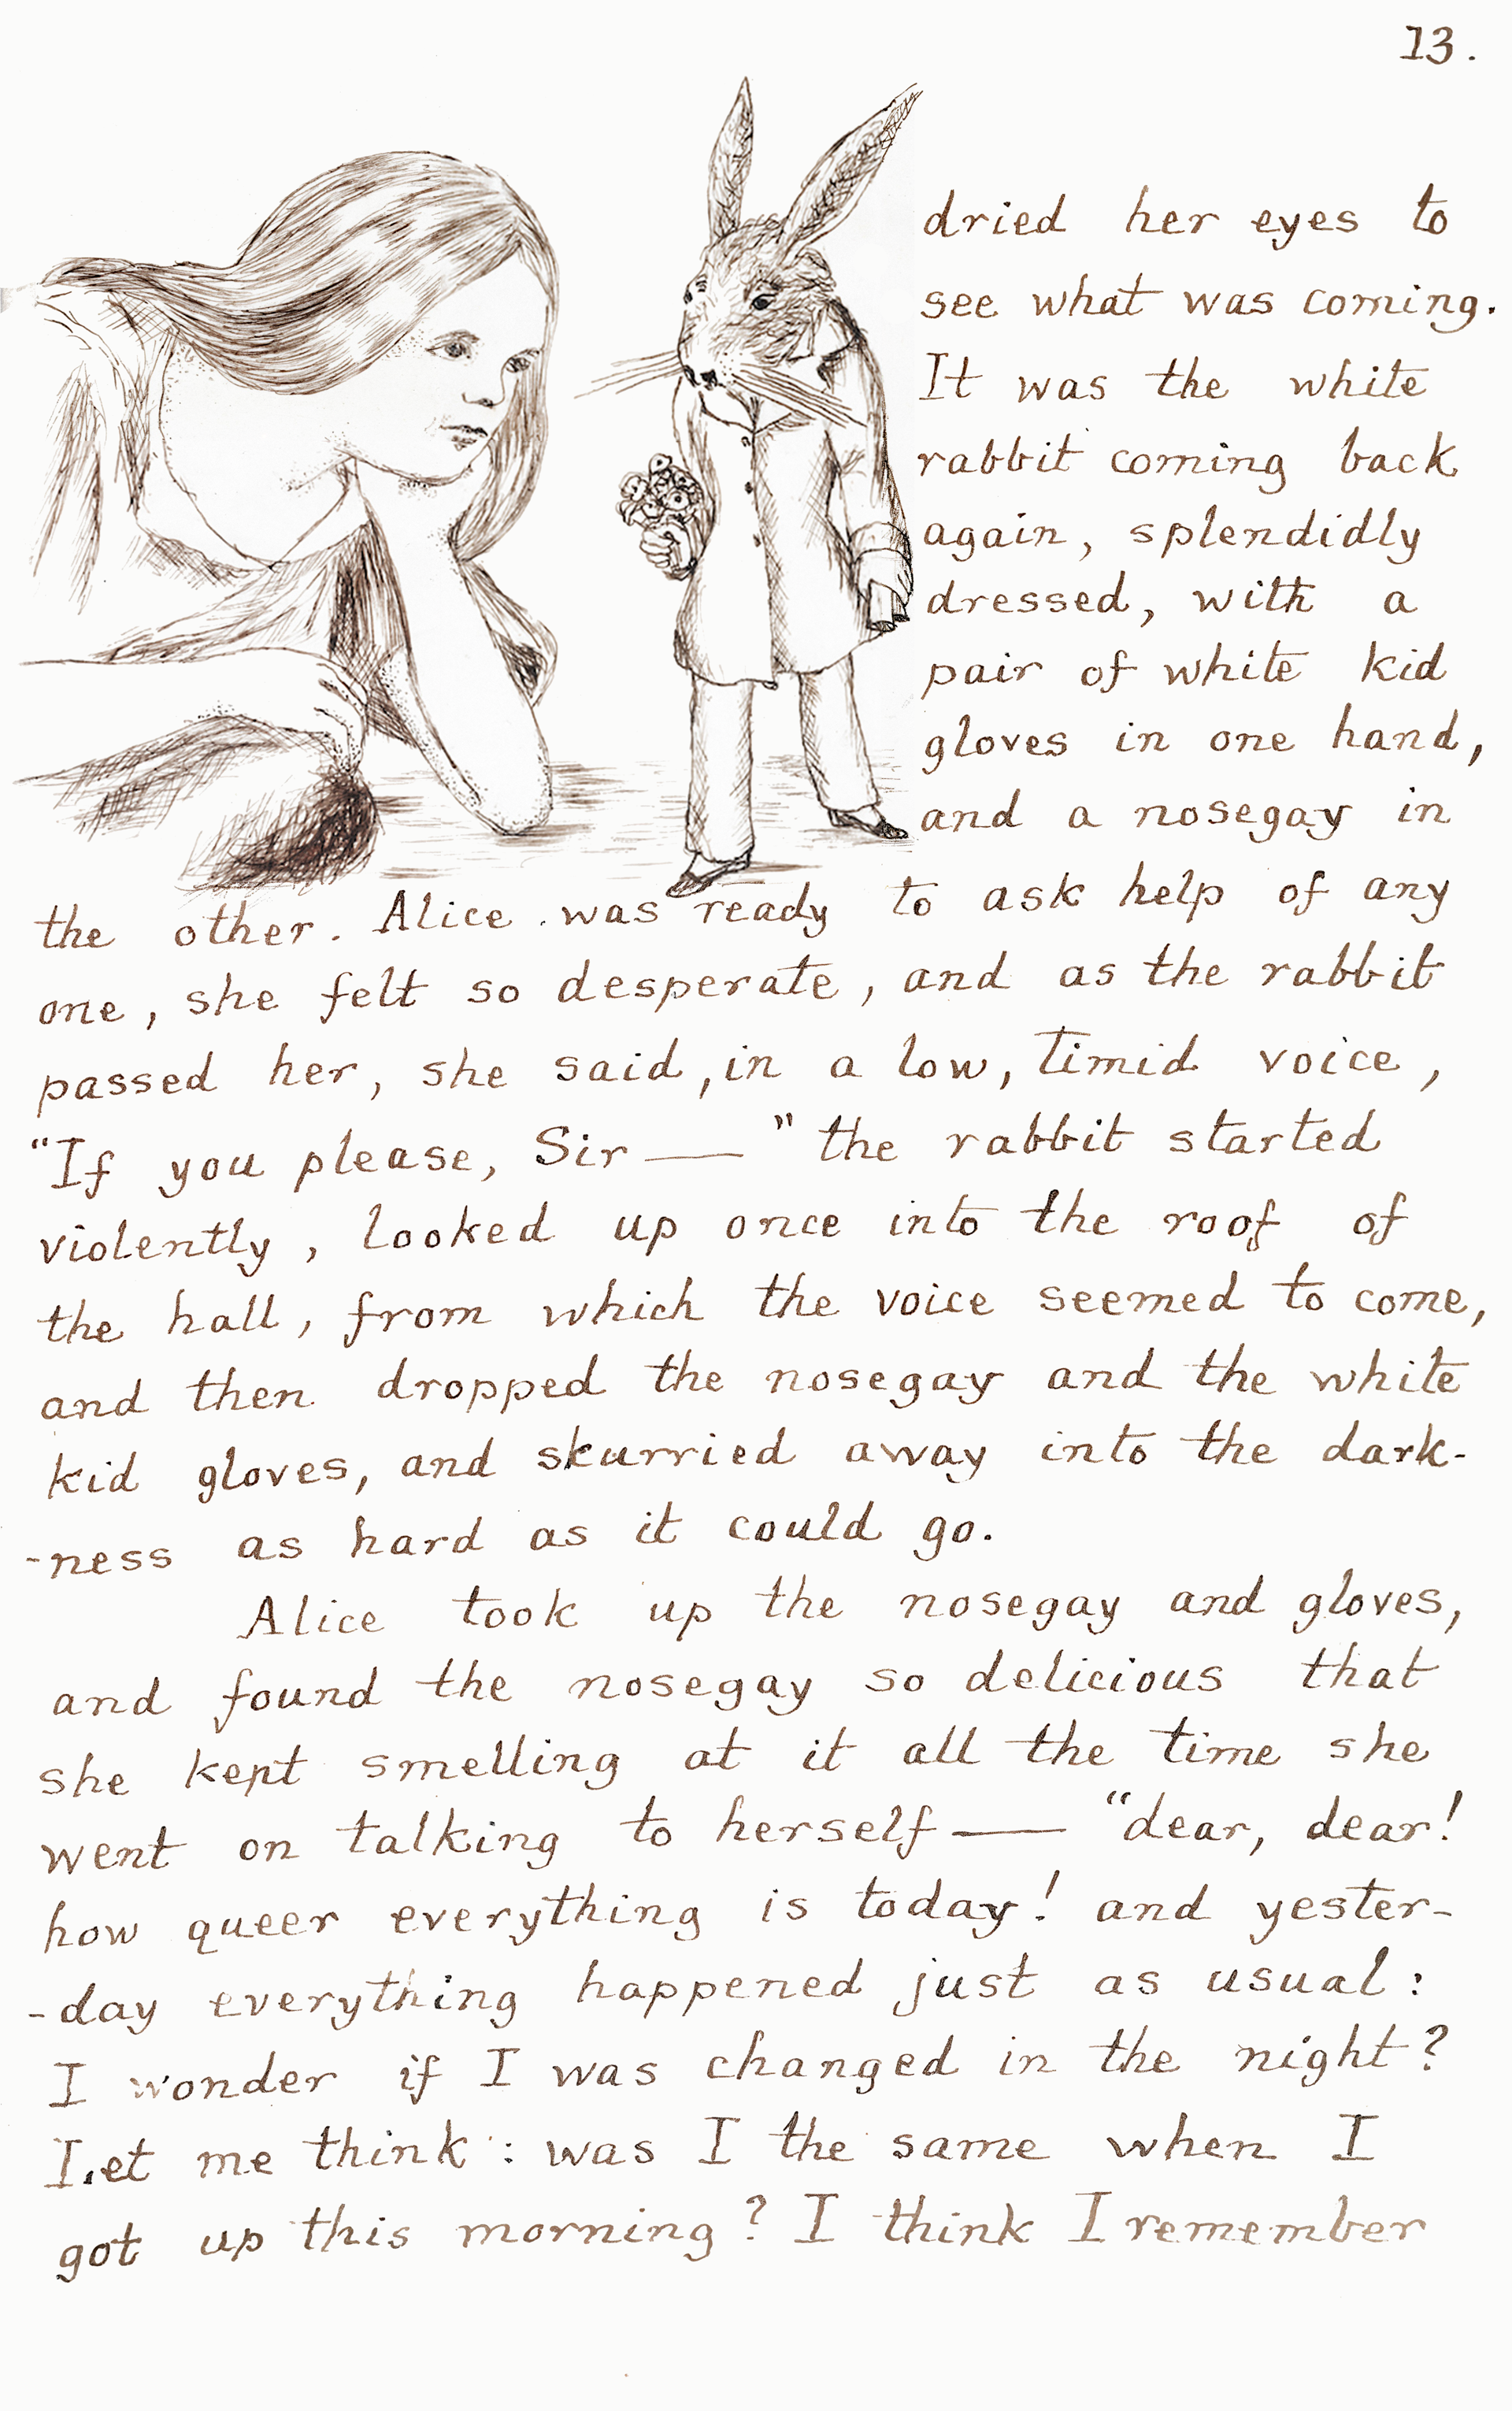 13.
dried her eyes to
see what was coming.
It was the white
rabbit coming back
again, splendidly
dressed, with a
pair of white kid
gloves in one hand,
and a nosegay in
the other. Alice was ready to ask help of any
one, she felt so desperate, and as the rabbit
passed her, she said, in a low, timid voice,
"If you please, Sir——" the rabbit started
violently, looked up once into the roof of
the hall, from which the voice seemed to come,
and then dropped the nosegay and the white
kid gloves, and skurried away into the dark-
-ness as hard as it could go.
Alice took up the nosegay and gloves,
and found the nosegay so delicious that
she kept smelling at it all the time she
went on talking to herself—— "dear, dear!
how queer everything is today! and yester-
-day everything happened just as usual:
I wonder if I was changed in the night?
Let me think: was I the same when I
got up this morning? I think I remember